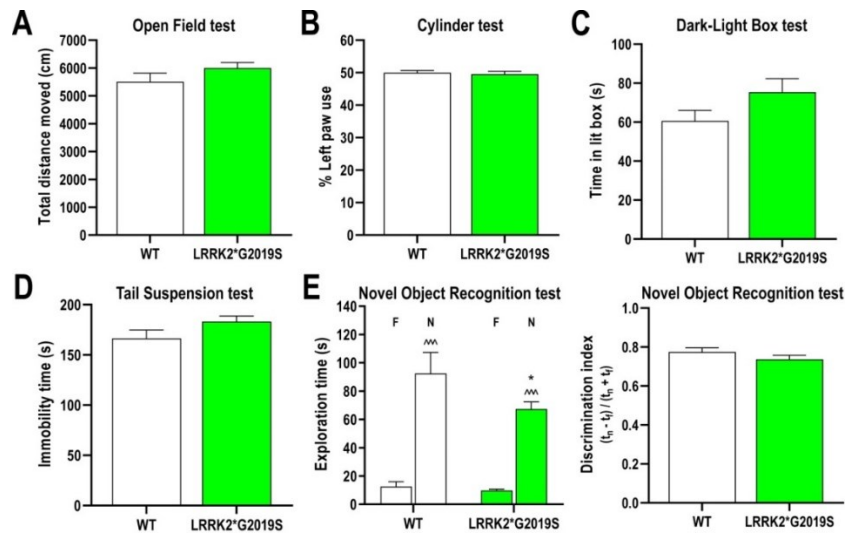 A
Open Field test
Total distance moved (cm)
7000
6000
5000
4000
3000
2000
1000
0
WT
LRRK2*G2019S
B
Cylinder test
% Left paw use
60
50
40
30
20
10
0
WT
LRRK2*G2019S
C
Dark-Light Box test
Time in lit box (s)
100
80
60
40
20
0
WT
LRRK2*G2019S
D
Tail Suspension test
Immobility time (s)
200
150
100
50
0
WT
LRRK2*G2019S
E
Novel Object Recognition test
Exploration time (s)
140
120
100
80
60
40
20
0
F
N
F
N
^^^
*
^^^
WT
LRRK2*G2019S
Novel Object Recognition test
Discrimination index
(tn - tf) / (tn + tf)
1.0
0.8
0.6
0.4
0.2
0.0
WT
LRRK2*G2019S